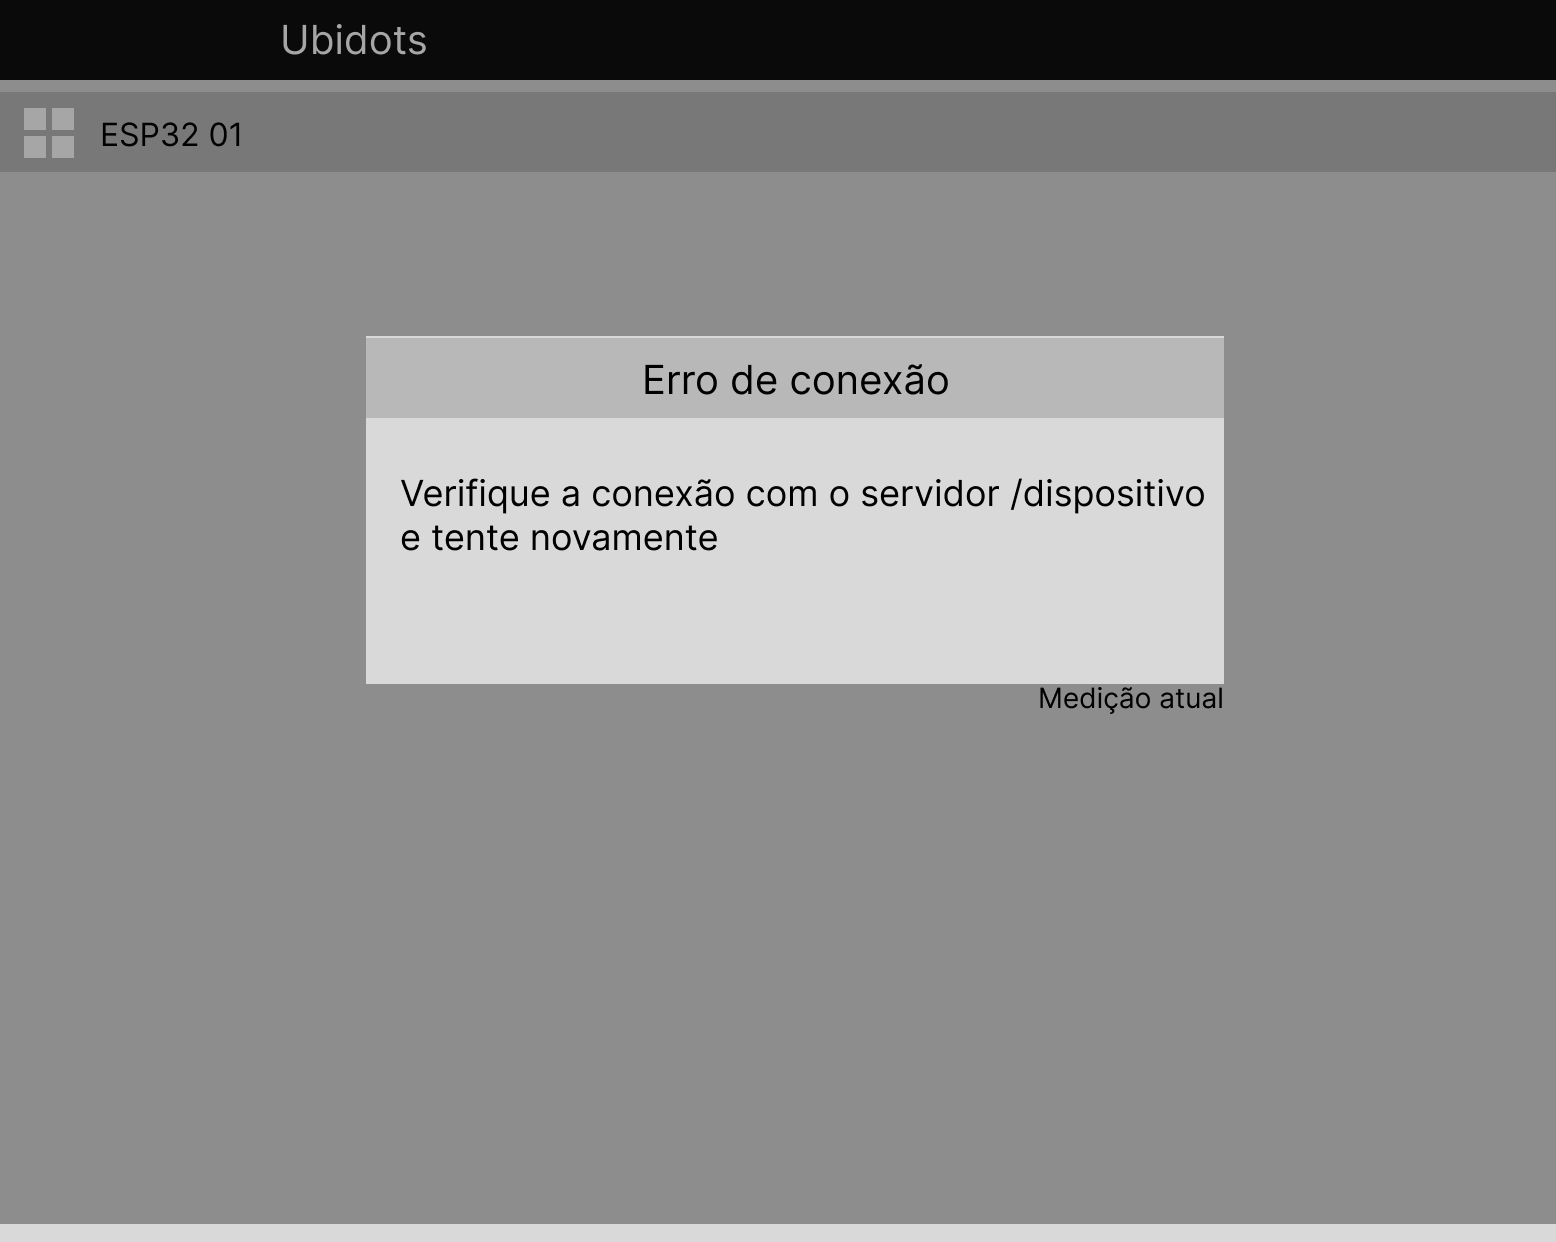 Ubidots
ESP32 01
Erro de conexão
Verifique a conexão com o servidor /dispositivo
e tente novamente
Medição atual